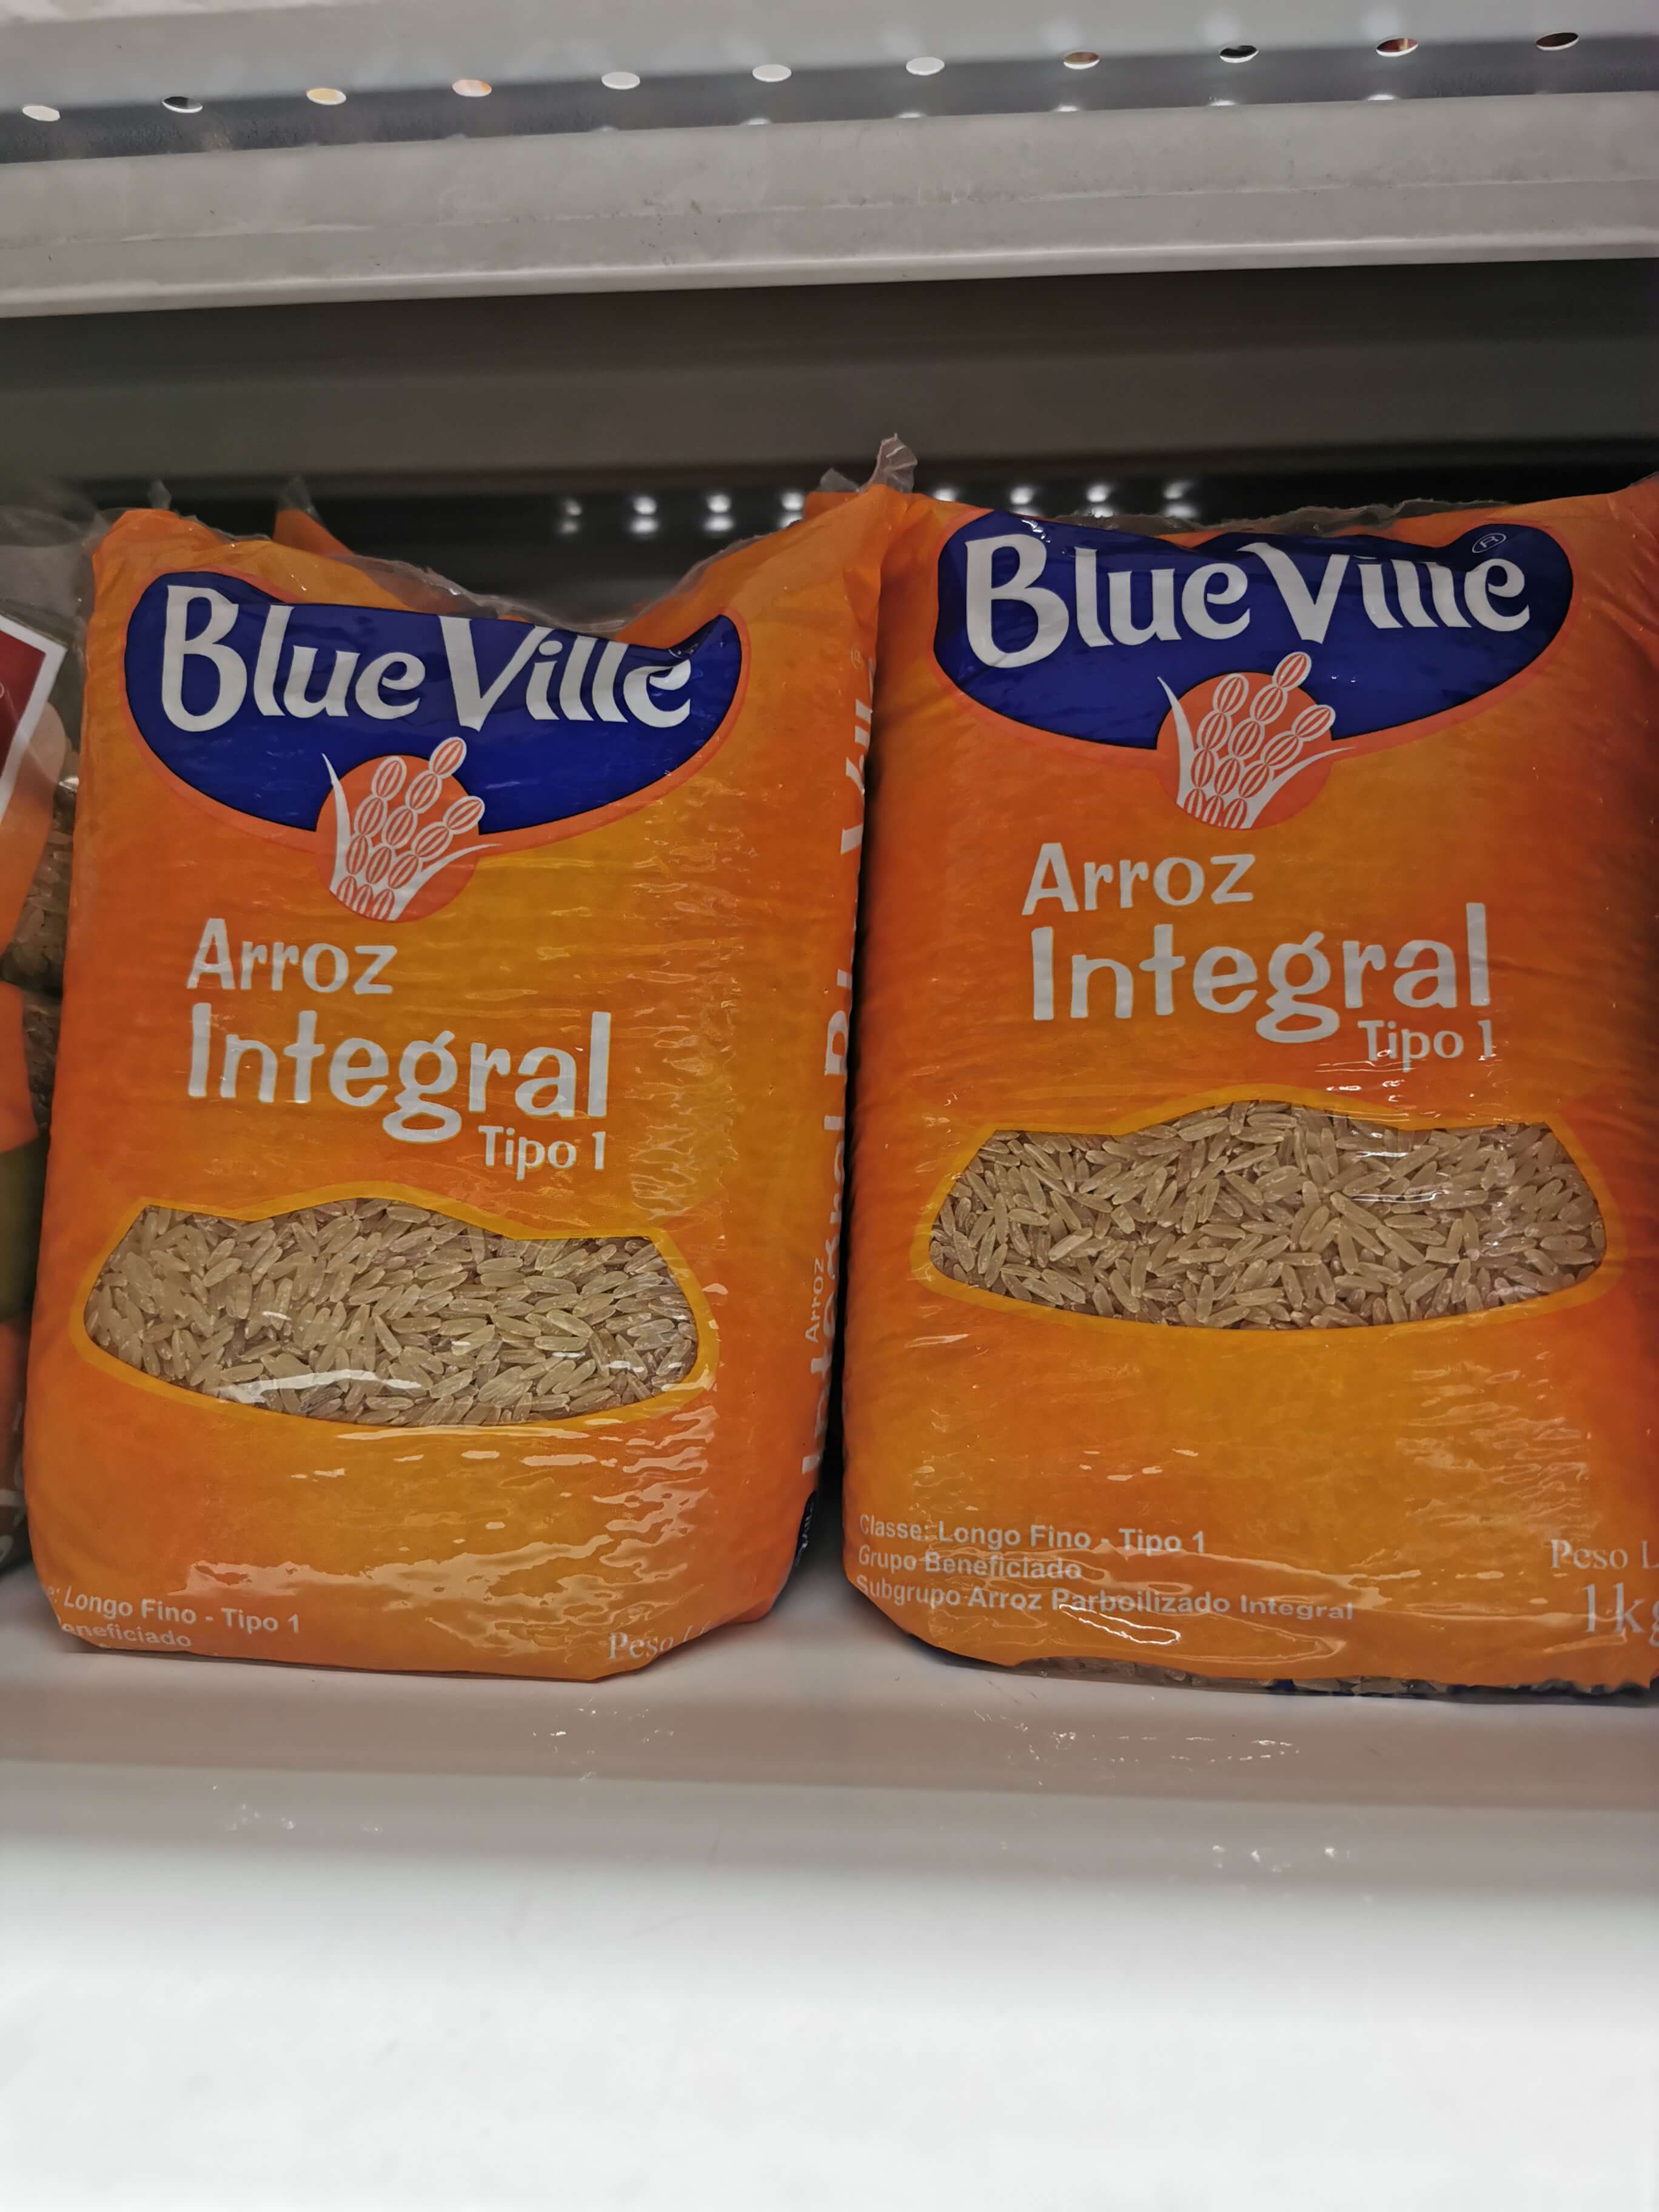 Blue Ville
Arroz
Integral
Tipo 1
Longo Fino - Tipo 1
Peso
Arroz
Blue Ville ®
Arroz
Integral
Tipo 1
Classe: Longo Fino - Tipo 1
Grupo Beneficiado
Subgrupo Arroz Parboilizado Integral
Peso
1kg